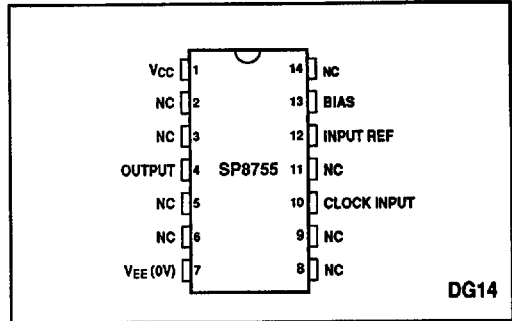 VCC 1 14 NC
NC 2 13 BIAS
NC 3 12 INPUT REF
OUTPUT 4 SP8755 11 NC
NC 5 10 CLOCK INPUT
NC 6 9 NC
VEE (0V) 7 8 NC
DG14